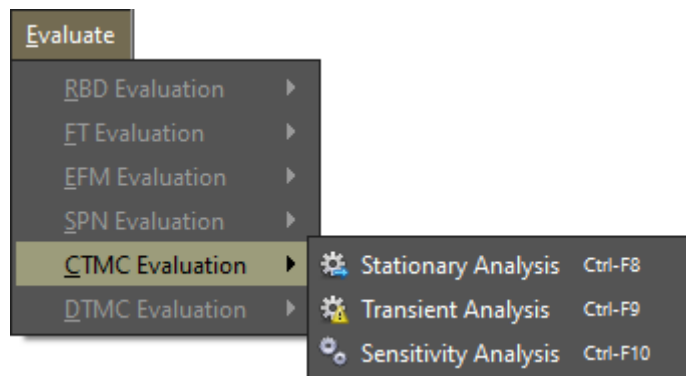 Evaluate
RBD Evaluation
FT Evaluation
EFM Evaluation
SPN Evaluation
CTMC Evaluation
Stationary Analysis Ctrl-F8
DTMC Evaluation
Transient Analysis Ctrl-F9
Sensitivity Analysis Ctrl-F10